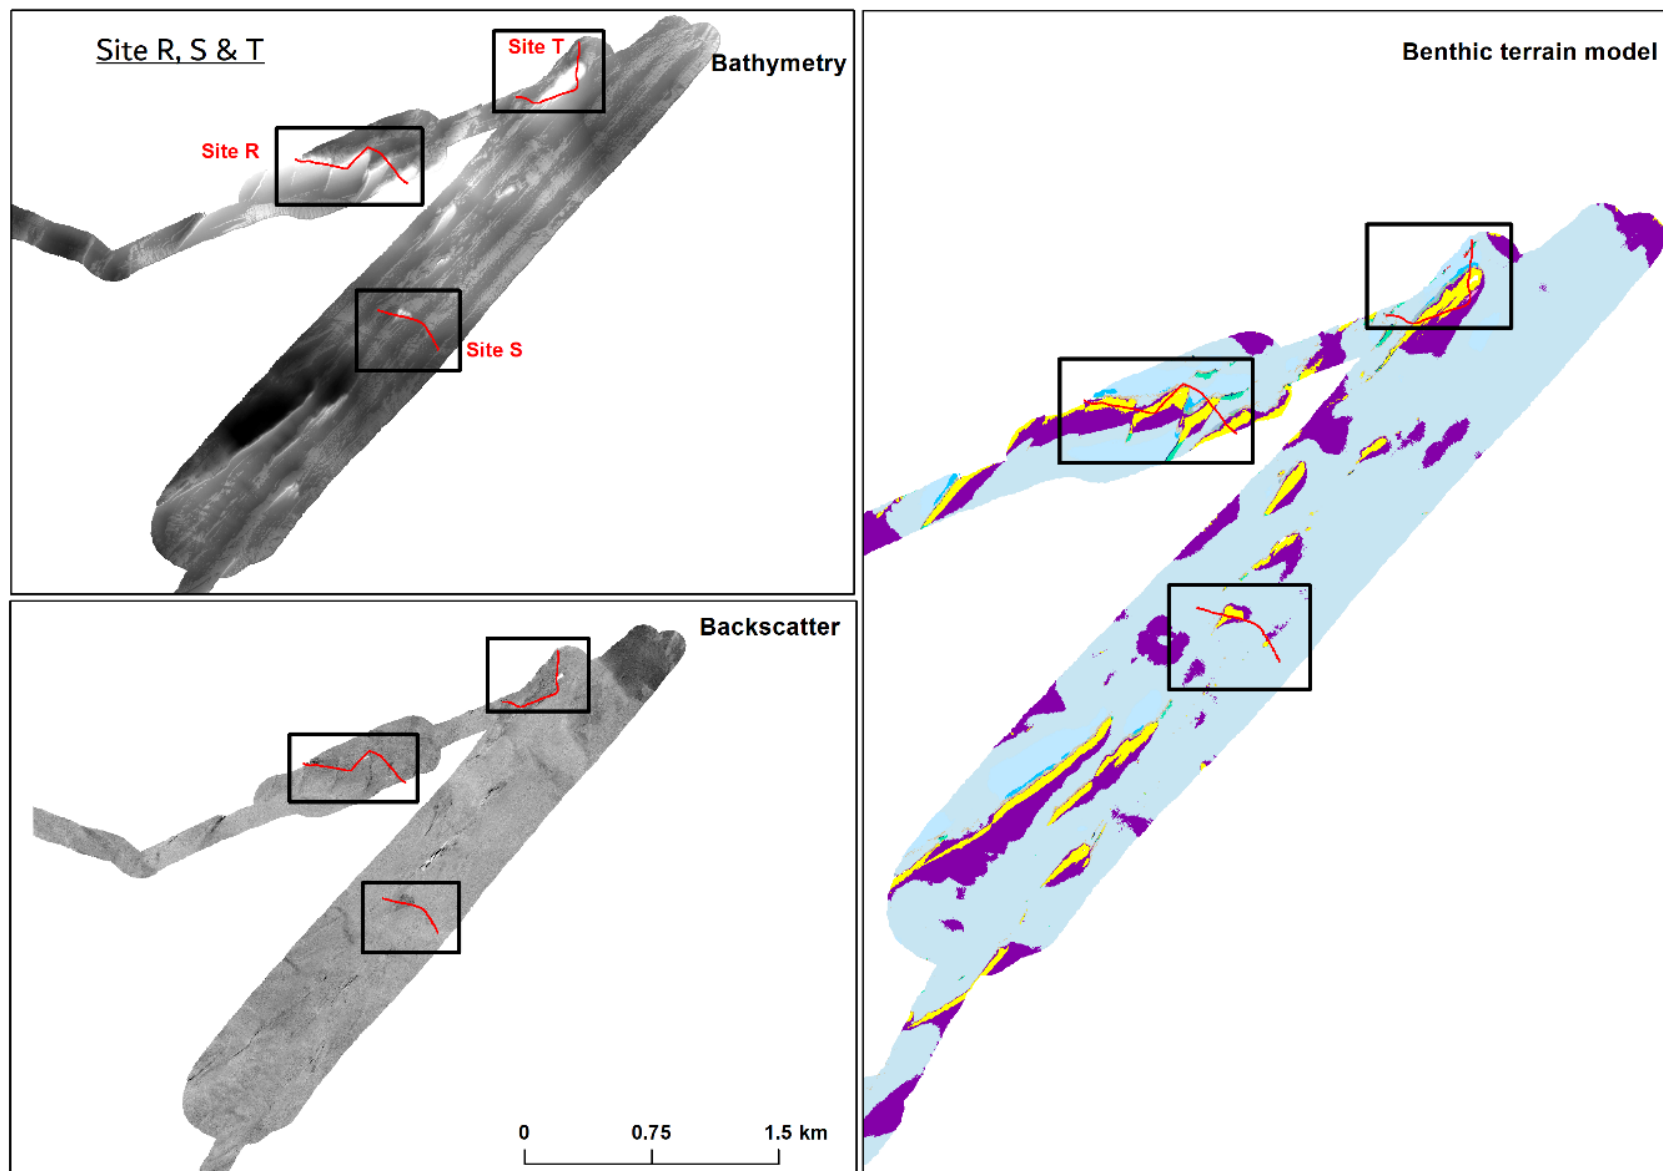 Site R, S & T
Site T
Bathymetry
Site R
Site S
Backscatter
0 0.75 1.5 km
Benthic terrain model